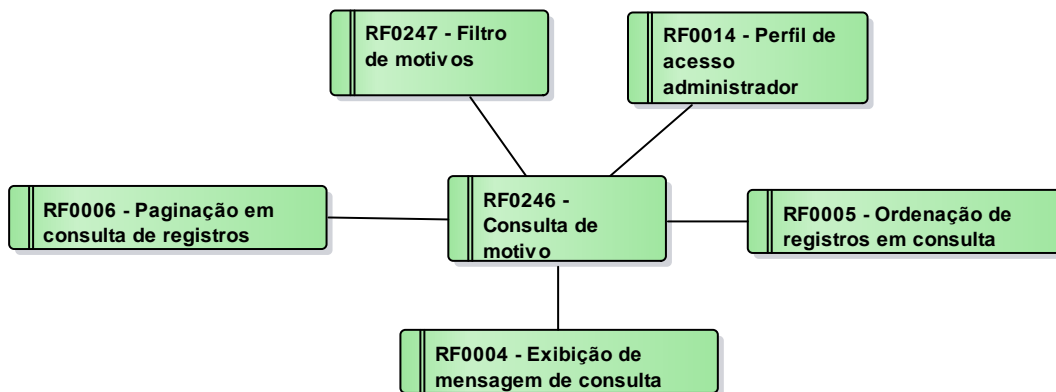 RF0247 - Filtro
de motivos
RF0014 - Perfil de
acesso
administrador
RF0006 - Paginação em
consulta de registros
RF0246 -
Consulta de
motivo
RF0005 - Ordenação de
registros em consulta
RF0004 - Exibição de
mensagem de consulta